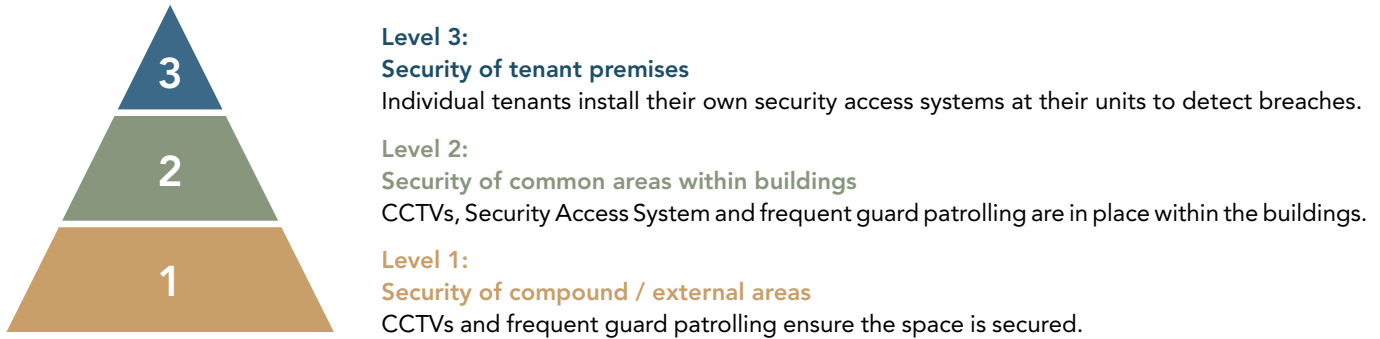 3
Level 3:
Security of tenant premises
Individual tenants install their own security access systems at their units to detect breaches.
2
Level 2:
Security of common areas within buildings
CCTVs, Security Access System and frequent guard patrolling are in place within the buildings.
1
Level 1:
Security of compound / external areas
CCTVs and frequent guard patrolling ensure the space is secured.